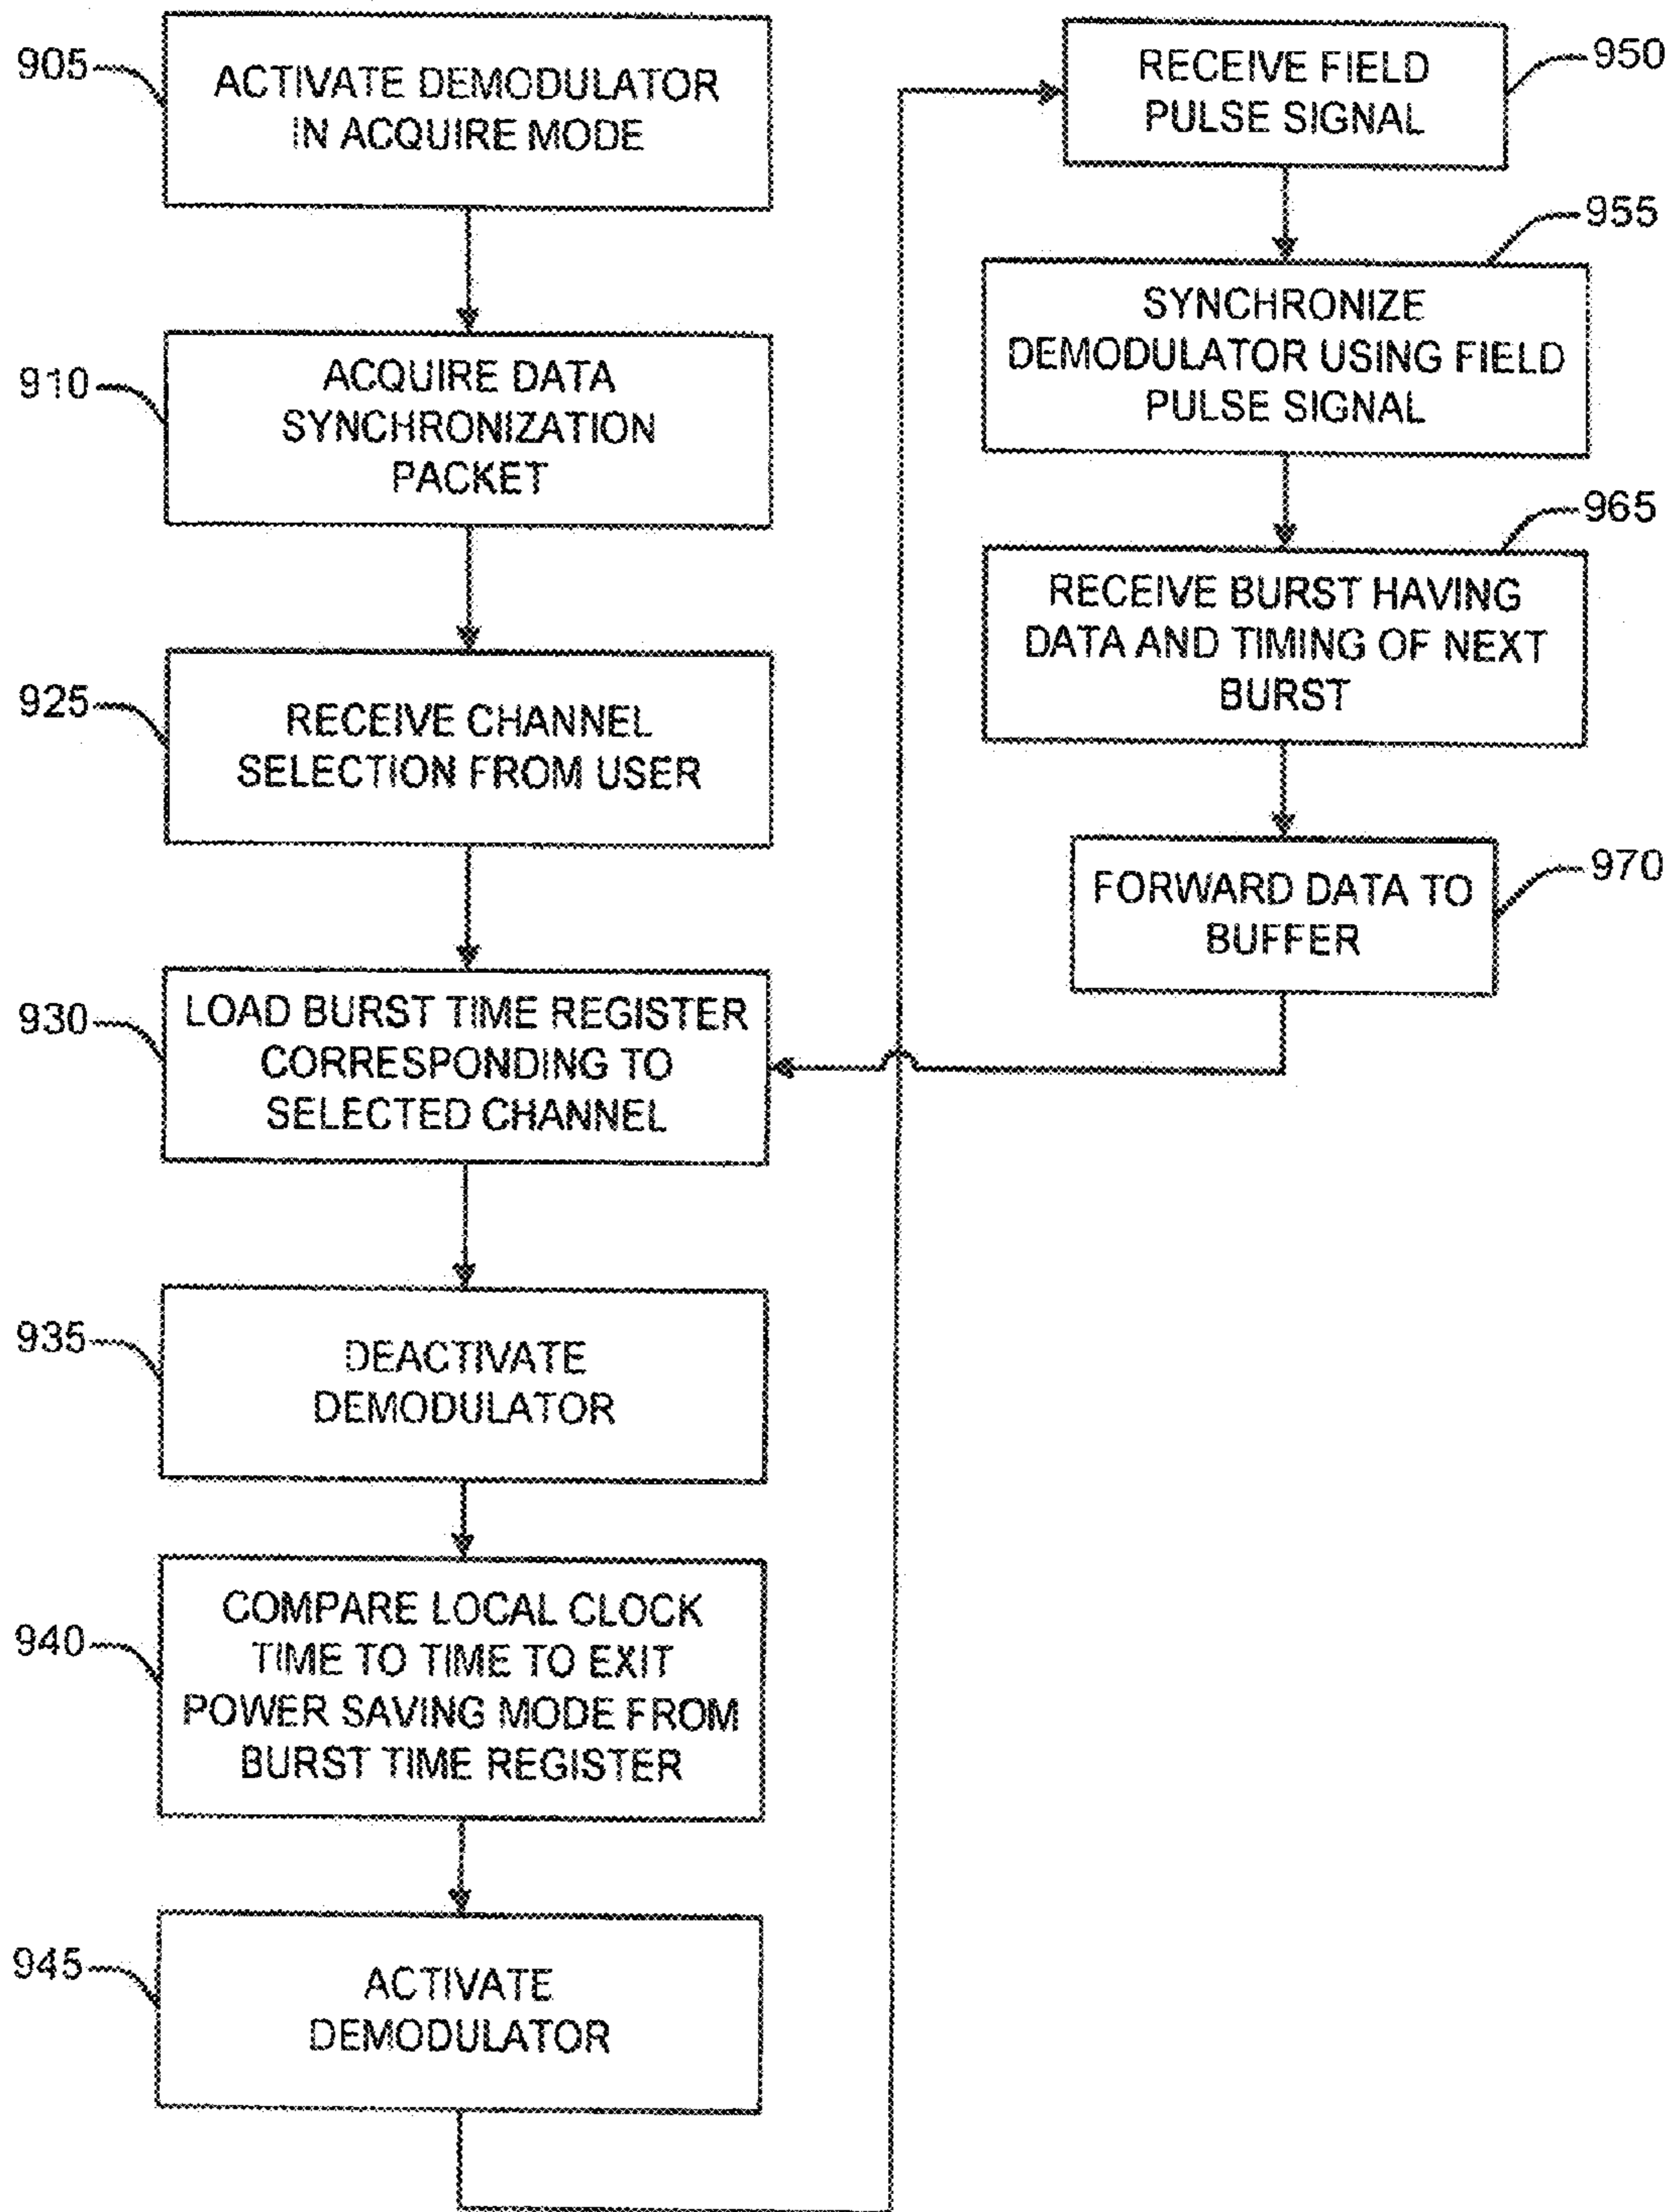 905
ACTIVATE DEMODULATOR
IN ACQUIRE MODE
910
ACQUIRE DATA
SYNCHRONIZATION
PACKET
925
RECEIVE CHANNEL
SELECTION FROM USER
930
LOAD BURST TIME REGISTER
CORRESPONDING TO
SELECTED CHANNEL
935
DEACTIVATE
DEMODULATOR
940
COMPARE LOCAL CLOCK
TIME TO TIME TO EXIT
POWER SAVING MODE FROM
BURST TIME REGISTER
945
ACTIVATE
DEMODULATOR
950
RECEIVE FIELD
PULSE SIGNAL
955
SYNCHRONIZE
DEMODULATOR USING FIELD
PULSE SIGNAL
965
RECEIVE BURST HAVING
DATA AND TIMING OF NEXT
BURST
970
FORWARD DATA TO
BUFFER